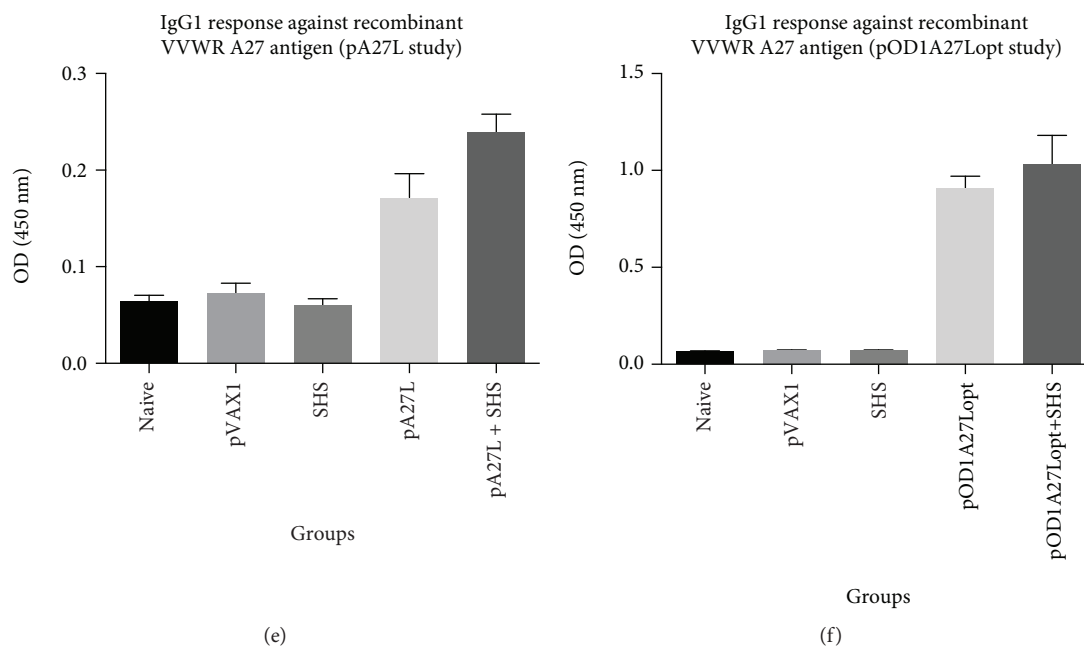 IgG1 response against recombinant
VVWR A27 antigen (pA27L study)
0.3
0.2
0.1
0.0
OD (450 nm)
Naive
pVAX1
SHS
pA27L
pA27L + SHS
Groups
(e)
IgG1 response against recombinant
VVWR A27 antigen (pOD1A27Lopt study)
1.5
1.0
0.5
0.0
OD (450 nm)
Naive
pVAX1
SHS
pOD1A27Lopt
pOD1A27Lopt+SHS
Groups
(f)